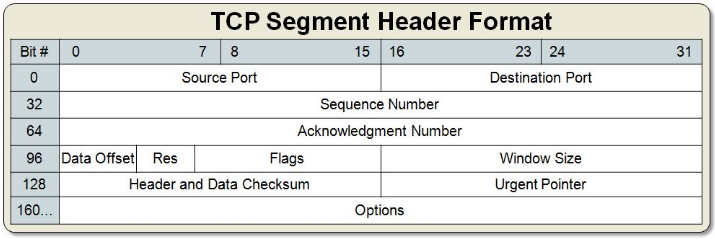 TCP Segment Header Format
Bit # 0 7 8 15 16 23 24 31
0 Source Port Destination Port
32 Sequence Number
64 Acknowledgment Number
96 Data Offset Res Flags Window Size
128 Header and Data Checksum Urgent Pointer
160... Options